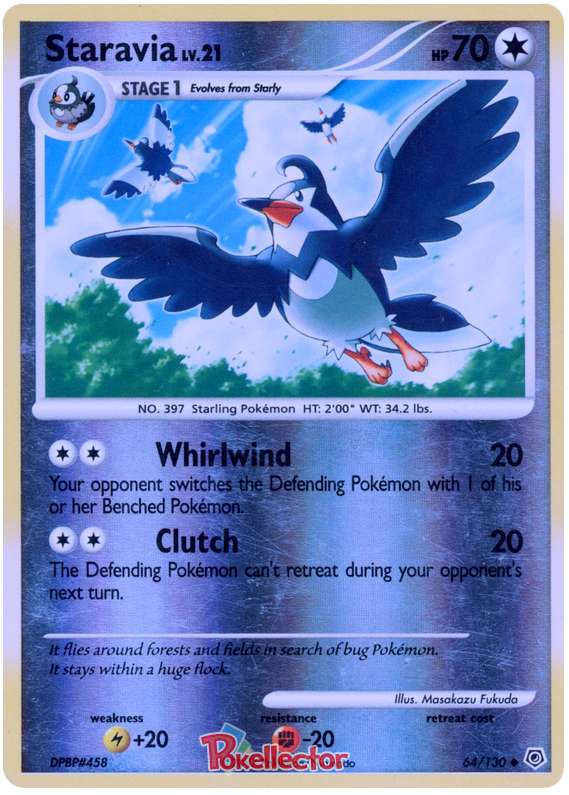 Staravia LV.21
HP 70
STAGE 1 Evolves from Starly
NO. 397 Starling Pokémon HT: 2'00" WT: 34.2 lbs.
Whirlwind 20
Your opponent switches the Defending Pokémon with 1 of his
or her Benched Pokémon.
Clutch 20
The Defending Pokémon can't retreat during your opponent's
next turn.
It flies around forests and fields in search of bug Pokémon.
It stays within a huge flock.
Illus. Masakazu Fukuda
weakness resistance retreat cost
+20 -20
DPBP#458 Pokellector 64/130